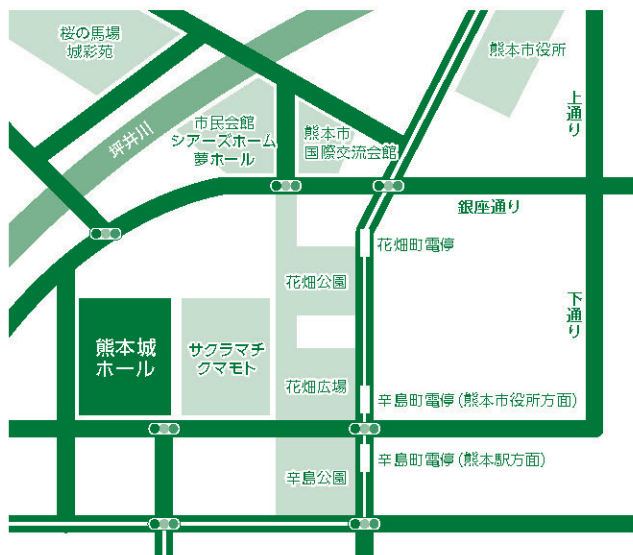 桜の馬場
城彩苑
熊本市役所
上通り
坪井川
市民会館
シアーズホーム
夢ホール
熊本市
国際交流会館
銀座通り
花畑町電停
花畑公園
下通り
熊本城
ホール
サクラマチ
クマモト
花畑広場
辛島町電停(熊本市役所方面)
辛島町電停(熊本駅方面)
辛島公園